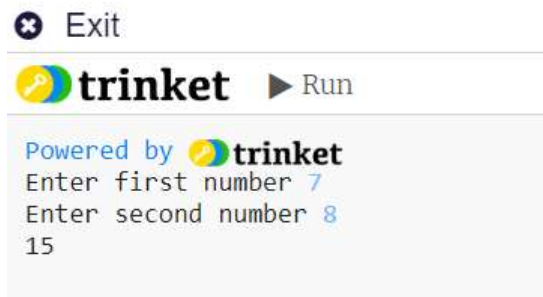 Exit
trinket Run
Powered by trinket
Enter first number 7
Enter second number 8
15